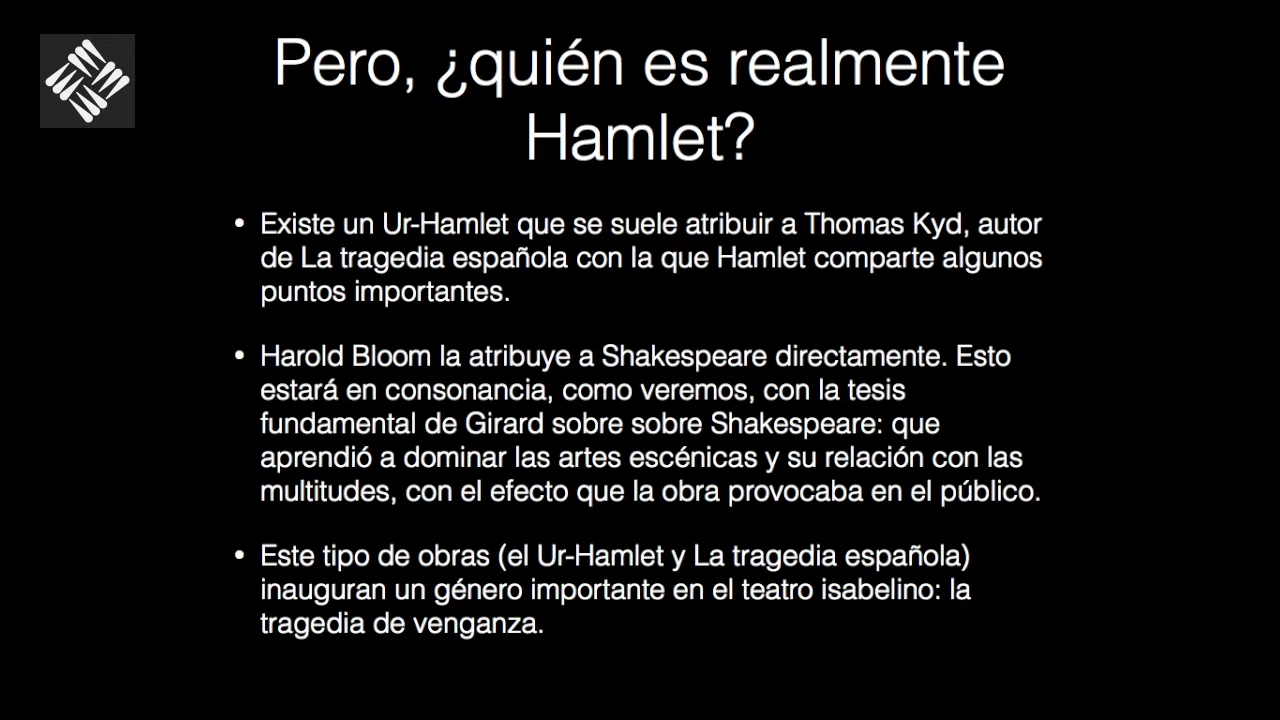 Pero, ¿quién es realmente
Hamlet?
• Existe un Ur-Hamlet que se suele atribuir a Thomas Kyd, autor
de La tragedia española con la que Hamlet comparte algunos
puntos importantes.
• Harold Bloom la atribuye a Shakespeare directamente. Esto
estará en consonancia, como veremos, con la tesis
fundamental de Girard sobre sobre Shakespeare: que
aprendió a dominar las artes escénicas y su relación con las
multitudes, con el efecto que la obra provocaba en el público.
• Este tipo de obras (el Ur-Hamlet y La tragedia española)
inauguran un género importante en el teatro isabelino: la
tragedia de venganza.